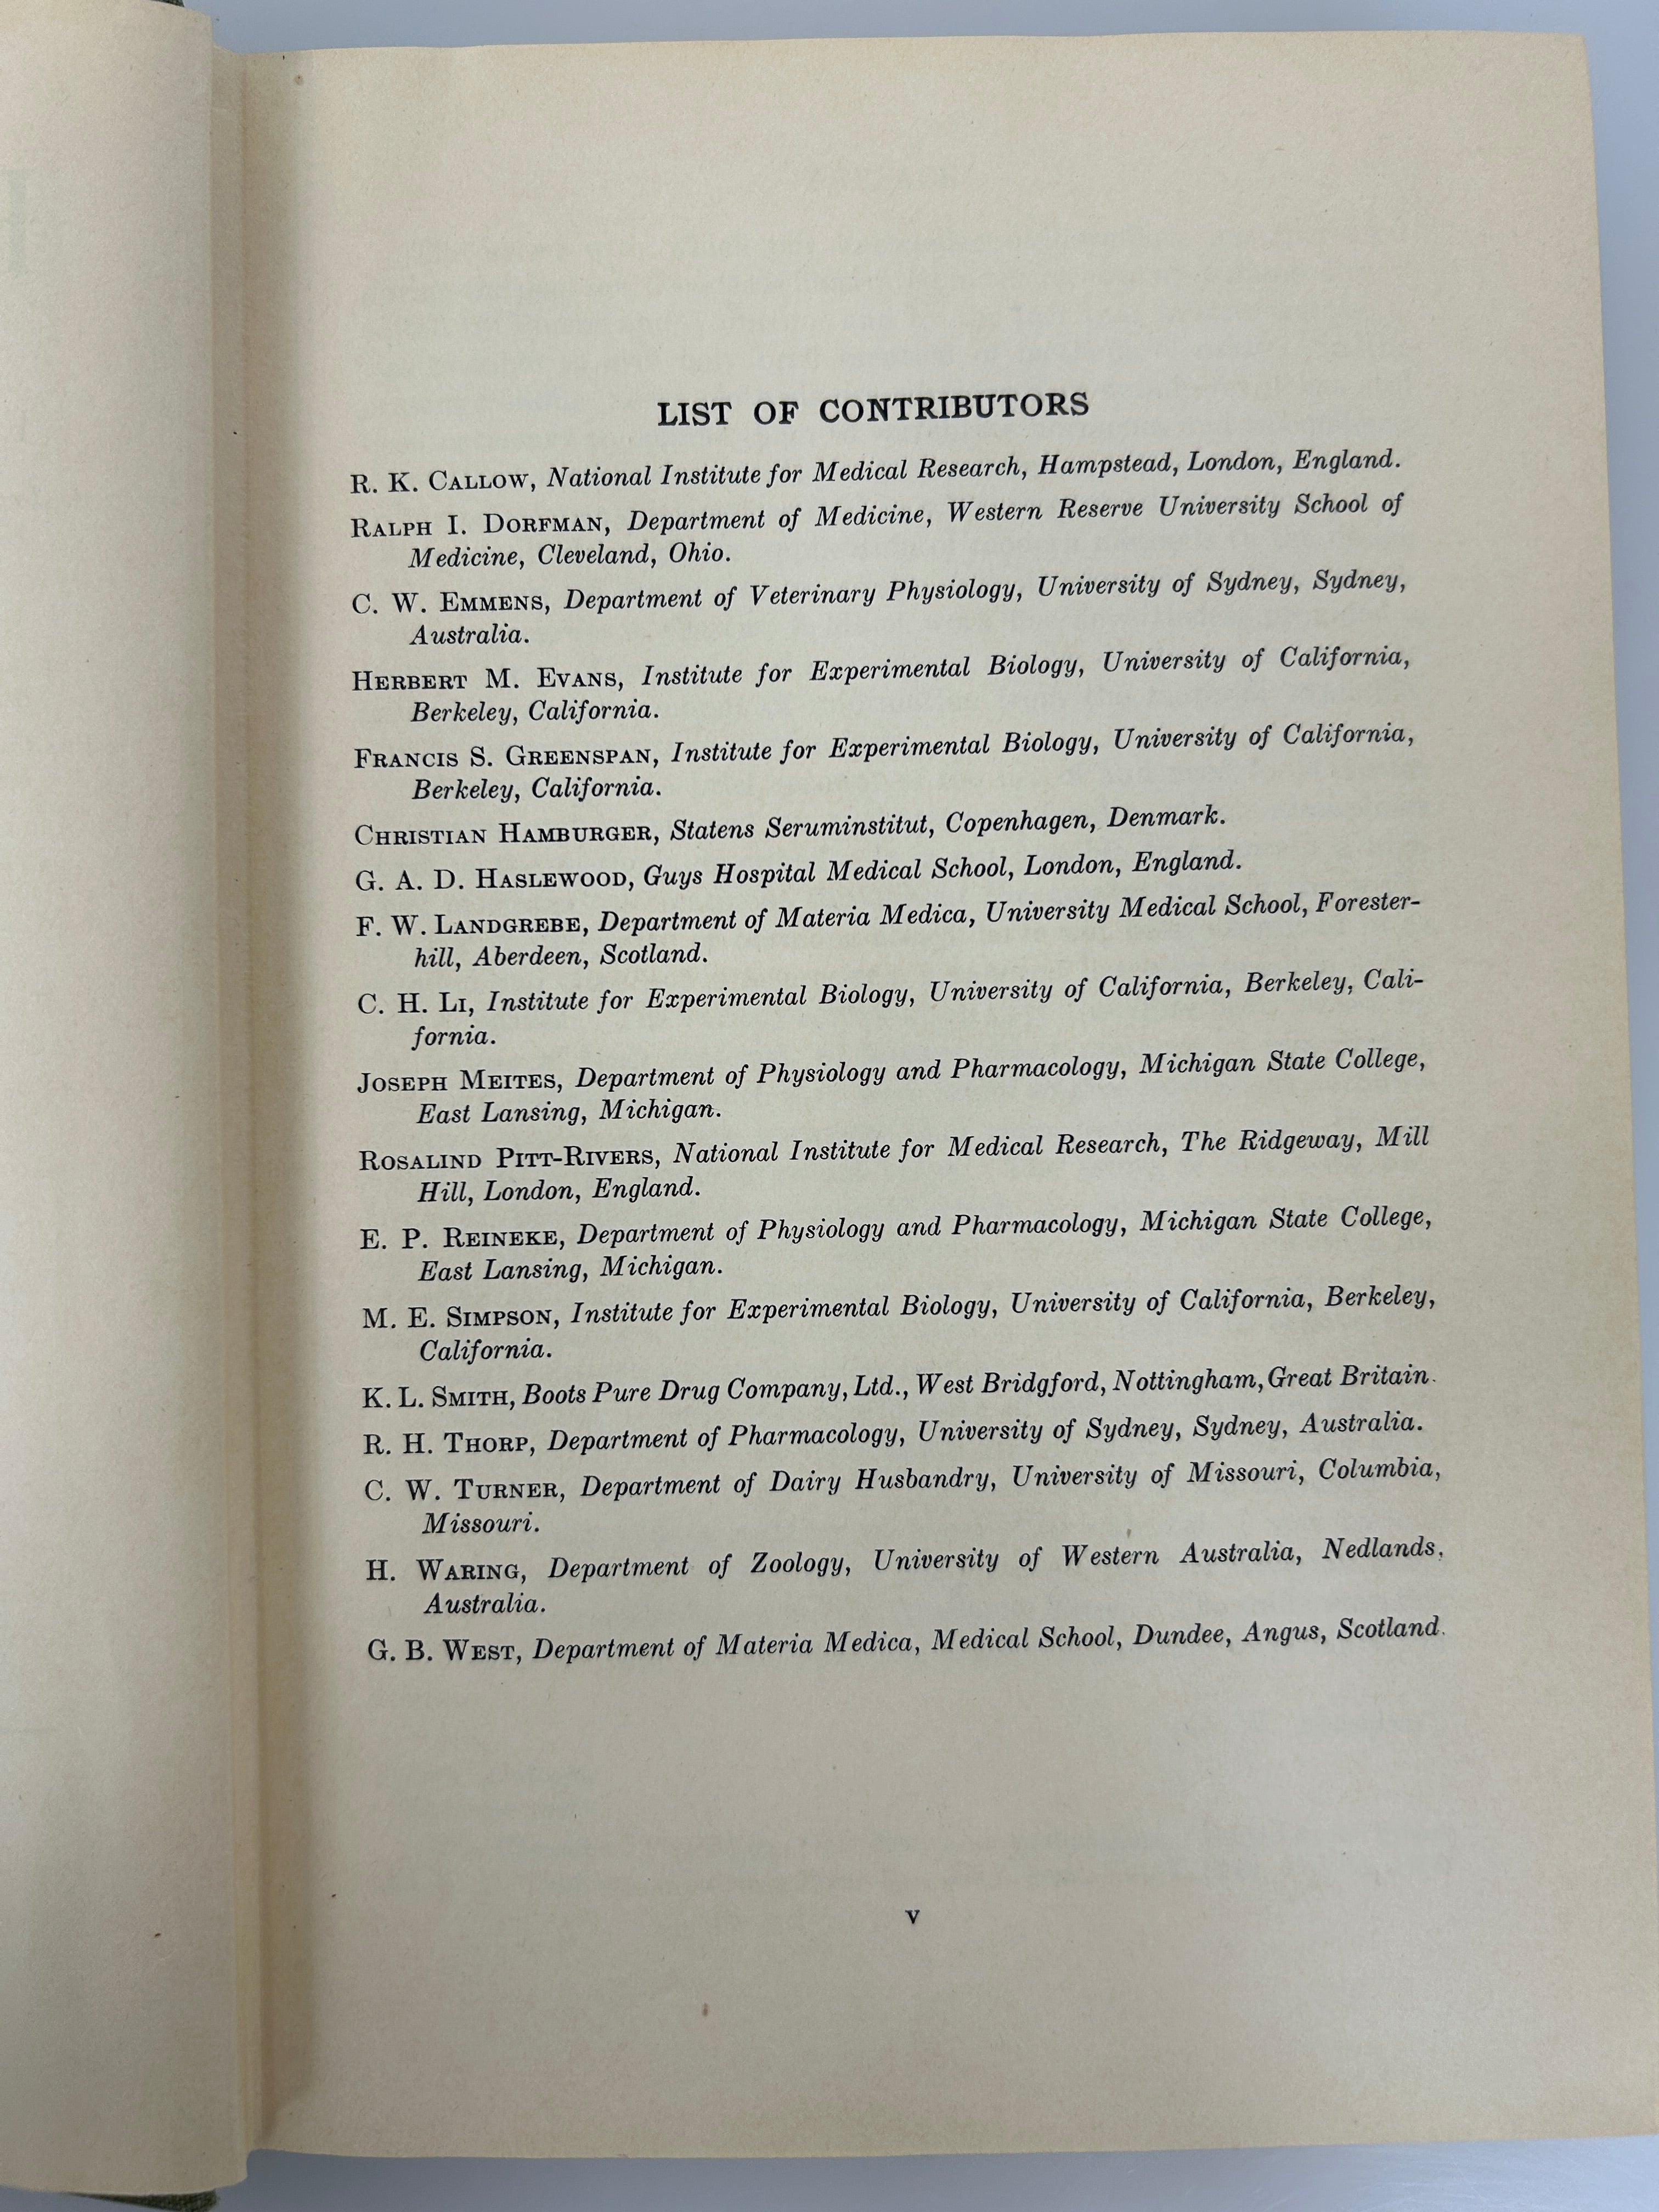 LIST OF CONTRIBUTORS
R. K. CALLOW, National Institute for Medical Research, Hampstead, London, England.
RALPH I. DORFMAN, Department of Medicine, Western Reserve University School of
Medicine, Cleveland, Ohio.
C. W. EMMENS, Department of Veterinary Physiology, University of Sydney, Sydney,
Australia.
HERBERT M. EVANS, Institute for Experimental Biology, University of California,
Berkeley, California.
FRANCIS S. GREENSPAN, Institute for Experimental Biology, University of California,
Berkeley, California.
CHRISTIAN HAMBURGER, Statens Seruminstitut, Copenhagen, Denmark.
G. A. D. HASLEWOOD, Guys Hospital Medical School, London, England.
F. W. LANDGREBE, Department of Materia Medica, University Medical School, Forester-
hill, Aberdeen, Scotland.
C. H. LI, Institute for Experimental Biology, University of California, Berkeley, Cali-
fornia.
JOSEPH MEITES, Department of Physiology and Pharmacology, Michigan State College,
East Lansing, Michigan.
ROSALIND PITT-RIVERS, National Institute for Medical Research, The Ridgeway, Mill
Hill, London, England.
E. P. REINEKE, Department of Physiology and Pharmacology, Michigan State College,
East Lansing, Michigan.
M. E. SIMPSON, Institute for Experimental Biology, University of California, Berkeley,
California.
K. L. SMITH, Boots Pure Drug Company, Ltd., West Bridgford, Nottingham, Great Britain.
R. H. THORP, Department of Pharmacology, University of Sydney, Sydney, Australia.
C. W. TURNER, Department of Dairy Husbandry, University of Missouri, Columbia,
Missouri.
H. WARING, Department of Zoology, University of Western Australia, Nedlands,
Australia.
G. B. WEST, Department of Materia Medica, Medical School, Dundee, Angus, Scotland.
v